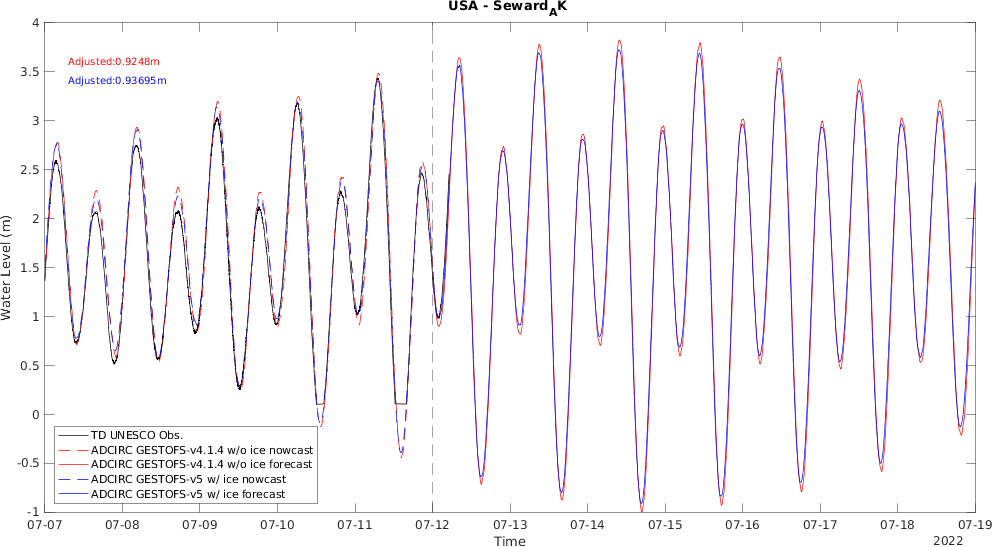 USA - Seward_AK
Adjusted:0.9248m
Adjusted:0.93695m
Water Level (m)
3.5
3
2.5
2
1.5
1
0.5
0
-0.5
-1
TD UNESCO Obs.
ADCIRC GESTOFS-v4.1.4 w/o ice nowcast
ADCIRC GESTOFS-v4.1.4 w/o ice forecast
ADCIRC GESTOFS-v5 w/ ice nowcast
ADCIRC GESTOFS-v5 w/ ice forecast
4
07-07 07-08 07-09 07-10 07-11 07-12 07-13 07-14 07-15 07-16 07-17 07-18 07-19
Time
2022